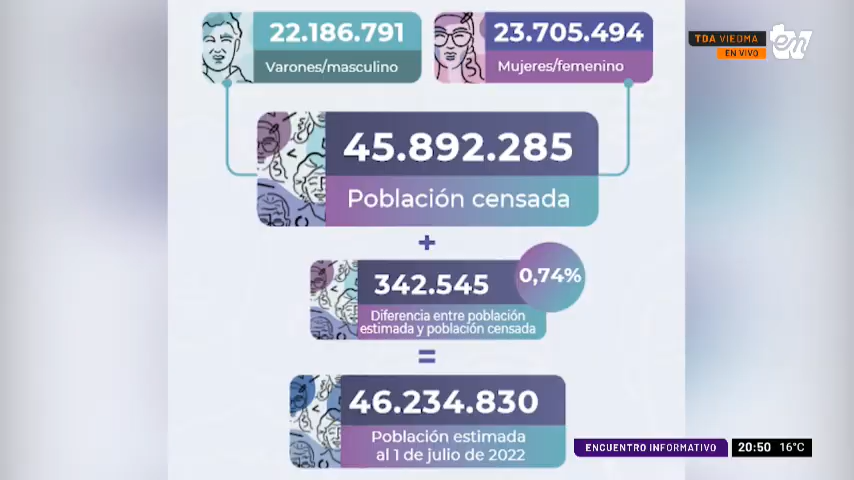 22.186.791
Varones/masculino
23.705.494
Mujeres/femenino
TDA VIEDMA
EN VIVO
en
45.892.285
Población censada
+
342.545
0,74%
Diferencia entre población
estimada y población censada
=
46.234.830
Población estimada
al 1 de julio de 2022
ENCUENTRO INFORMATIVO
20:50 16°C